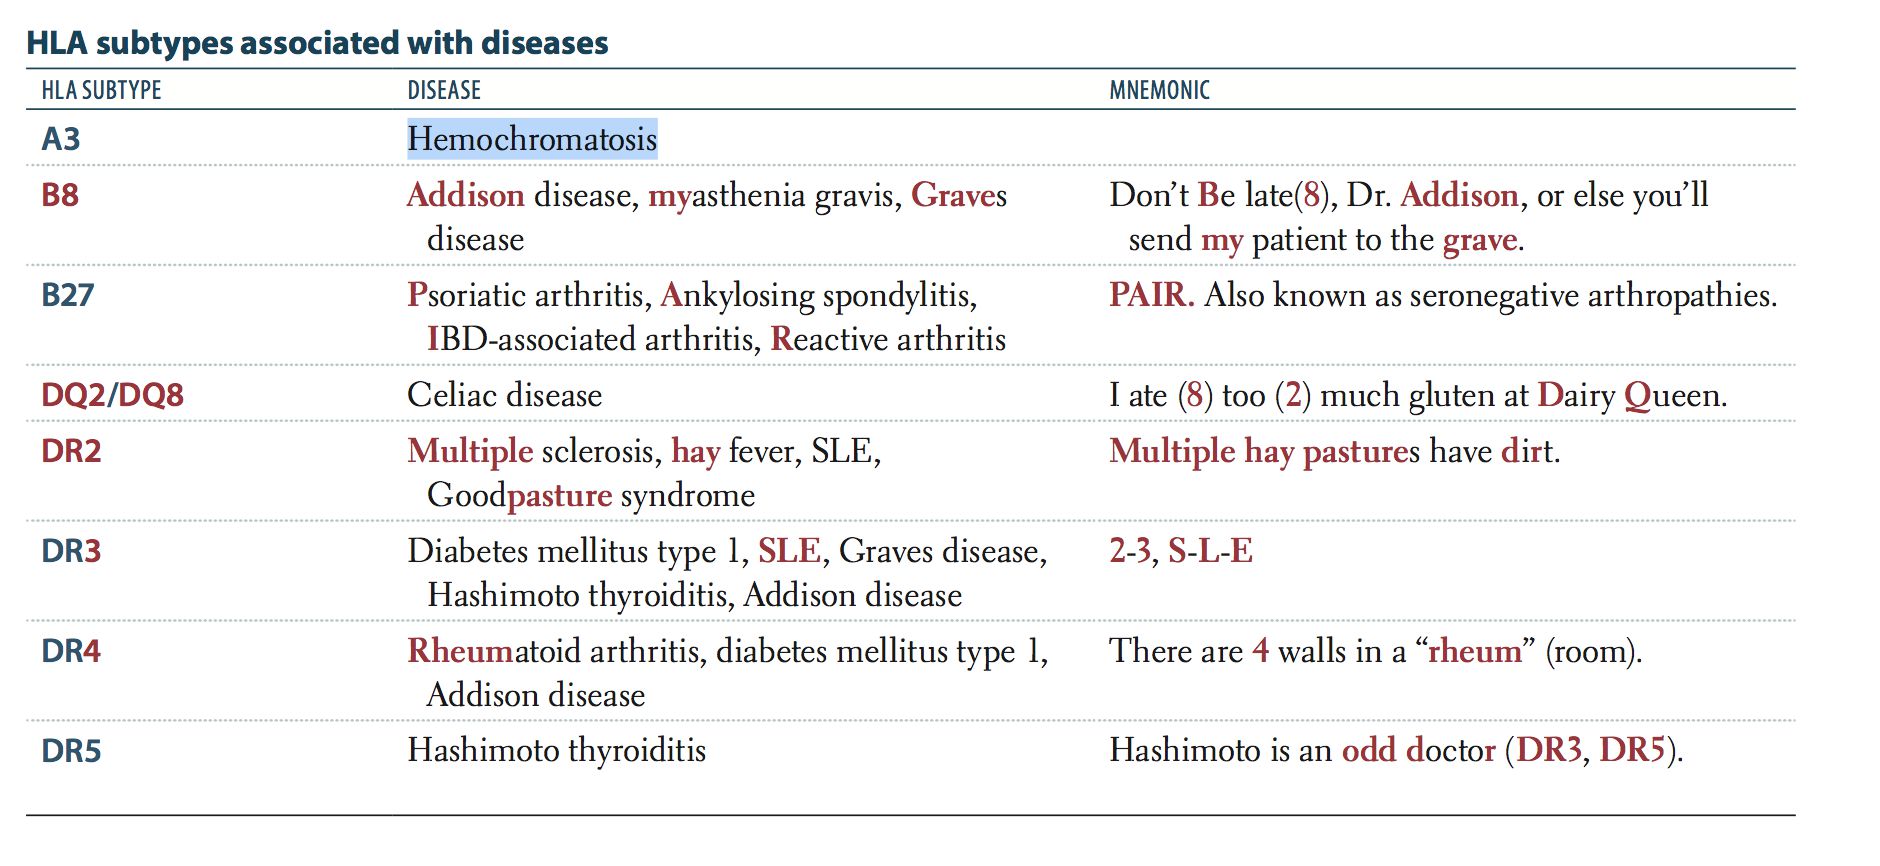 HLA subtypes associated with diseases
HLA SUBTYPE DISEASE MNEMONIC
A3 Hemochromatosis
B8 Addison disease, myasthenia gravis, Graves Don’t Be late(8), Dr. Addison, or else you’ll
disease send my patient to the grave.
B27 Psoriatic arthritis, Ankylosing spondylitis, PAIR. Also known as seronegative arthropathies.
IBD-associated arthritis, Reactive arthritis
DQ2/DQ8 Celiac disease I ate (8) too (2) much gluten at Dairy Queen.
DR2 Multiple sclerosis, hay fever, SLE, Multiple hay pastures have dirt.
Goodpasture syndrome
DR3 Diabetes mellitus type 1, SLE, Graves disease, 2-3, S-L-E
Hashimoto thyroiditis, Addison disease
DR4 Rheumatoid arthritis, diabetes mellitus type 1, There are 4 walls in a “rheum” (room).
Addison disease
DR5 Hashimoto thyroiditis Hashimoto is an odd doctor (DR3, DR5).